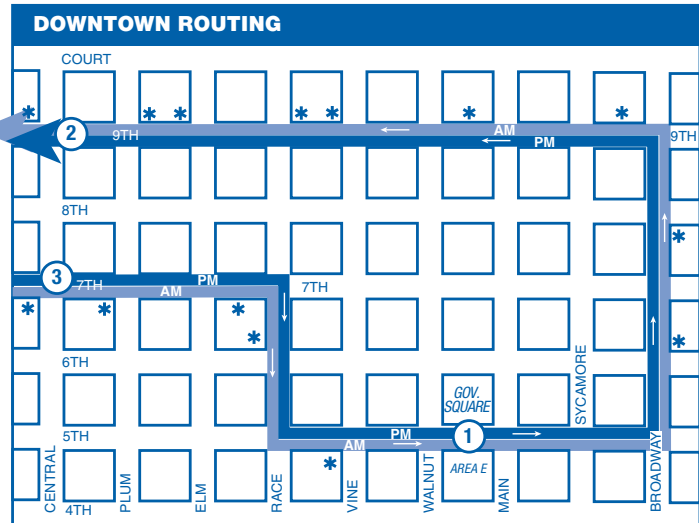 DOWNTOWN ROUTING
COURT
* * * * * * *
2
9TH
AM
PM
9TH
8TH
*
3
7TH
PM
AM
7TH
* * * *
*
6TH
SYCAMORE
GOV.
SQUARE
5TH
PM
AM
1
*
AREA E
CENTRAL
PLUM
ELM
RACE
VINE
WALNUT
MAIN
BROADWAY
4TH